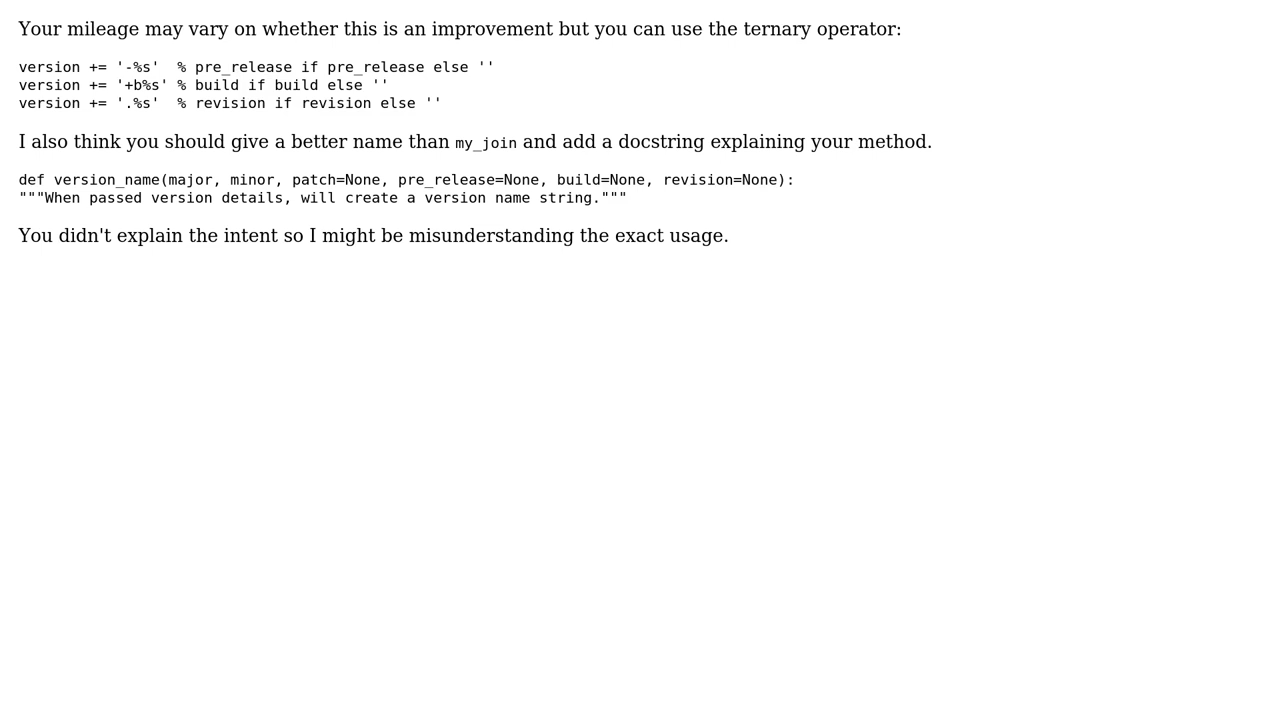 Your mileage may vary on whether this is an improvement but you can use the ternary operator:
version += '-%s'  % pre_release if pre_release else ''
version += '+b%s' % build if build else ''
version += '.%s'  % revision if revision else ''
I also think you should give a better name than my_join and add a docstring explaining your method.
def version_name(major, minor, patch=None, pre_release=None, build=None, revision=None):
"""When passed version details, will create a version name string."""
You didn't explain the intent so I might be misunderstanding the exact usage.